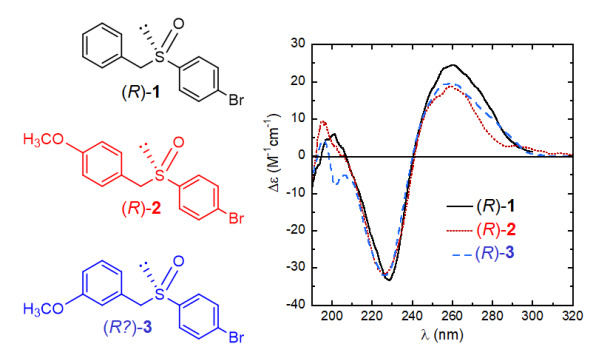 O
S
Br
(R)-1
H₃CO
O
S
Br
(R)-2
O
S
H₃CO
Br
(R?)-3
30
20
10
0
-10
-20
-30
-40
Δε (M⁻¹cm⁻¹)
(R)-1
(R)-2
(R)-3
200 220 240 260 280 300 320
λ (nm)